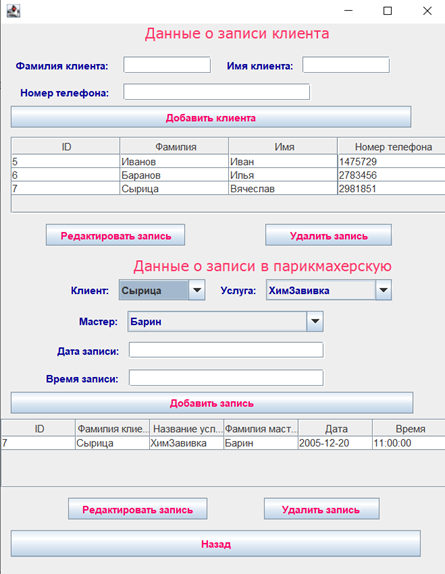 Данные о записи клиента
Фамилия клиента: Имя клиента:
Номер телефона:
Добавить клиента
ID Фамилия Имя Номер телефона
5 Иванов Иван 1475729
6 Баранов Илья 2783456
7 Сырица Вячеслав 2981851
Редактировать запись Удалить запись
Данные о записи в парикмахерскую
Клиент: Сырица Услуга: ХимЗавивка
Мастер: Барин
Дата записи:
Время записи:
Добавить запись
ID Фамилия клие... Название усл... Фамилия маст... Дата Время
7 Сырица ХимЗавивка Барин 2005-12-20 11:00:00
Редактировать запись Удалить запись
Назад